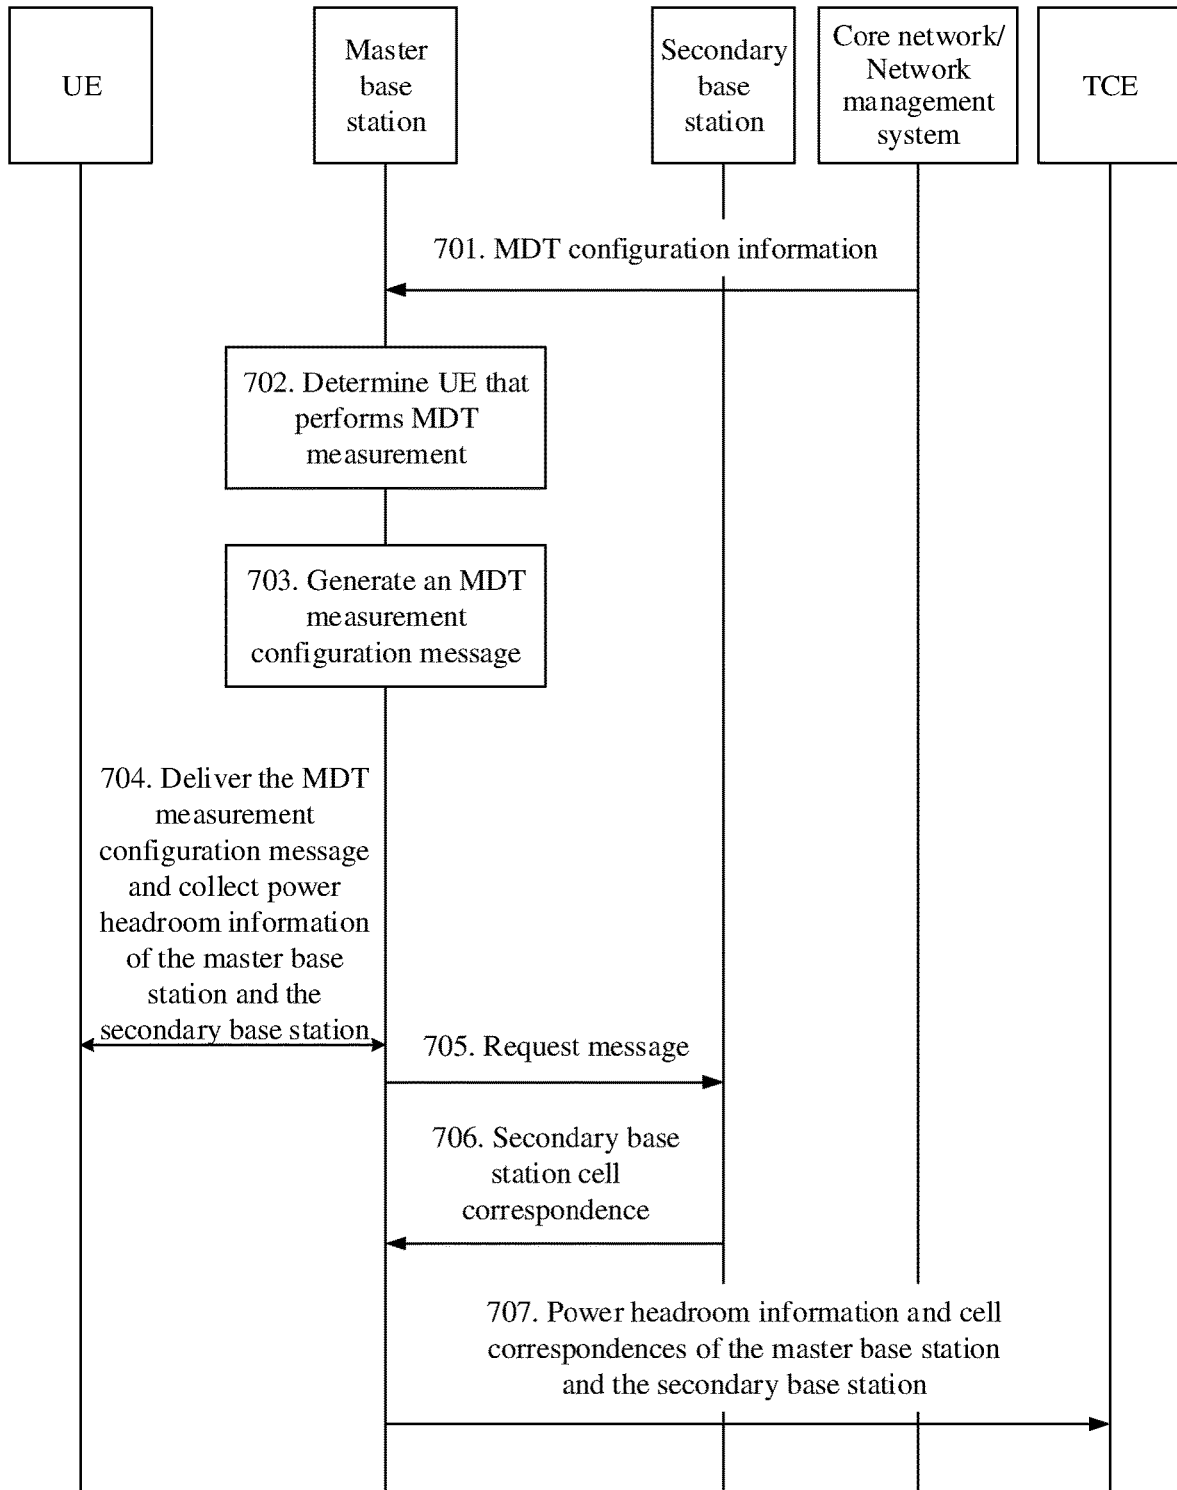 UE
Master
base
station
Secondary
base
station
Core network/
Network
management
system
TCE
701. MDT configuration information
702. Determine UE that
performs MDT
measurement
703. Generate an MDT
measurement
configuration message
704. Deliver the MDT
measurement
configuration message
and collect power
headroom information
of the master base
station and the
secondary base station
705. Request message
706. Secondary base
station cell
correspondence
707. Power headroom information and cell
correspondences of the master base station
and the secondary base station